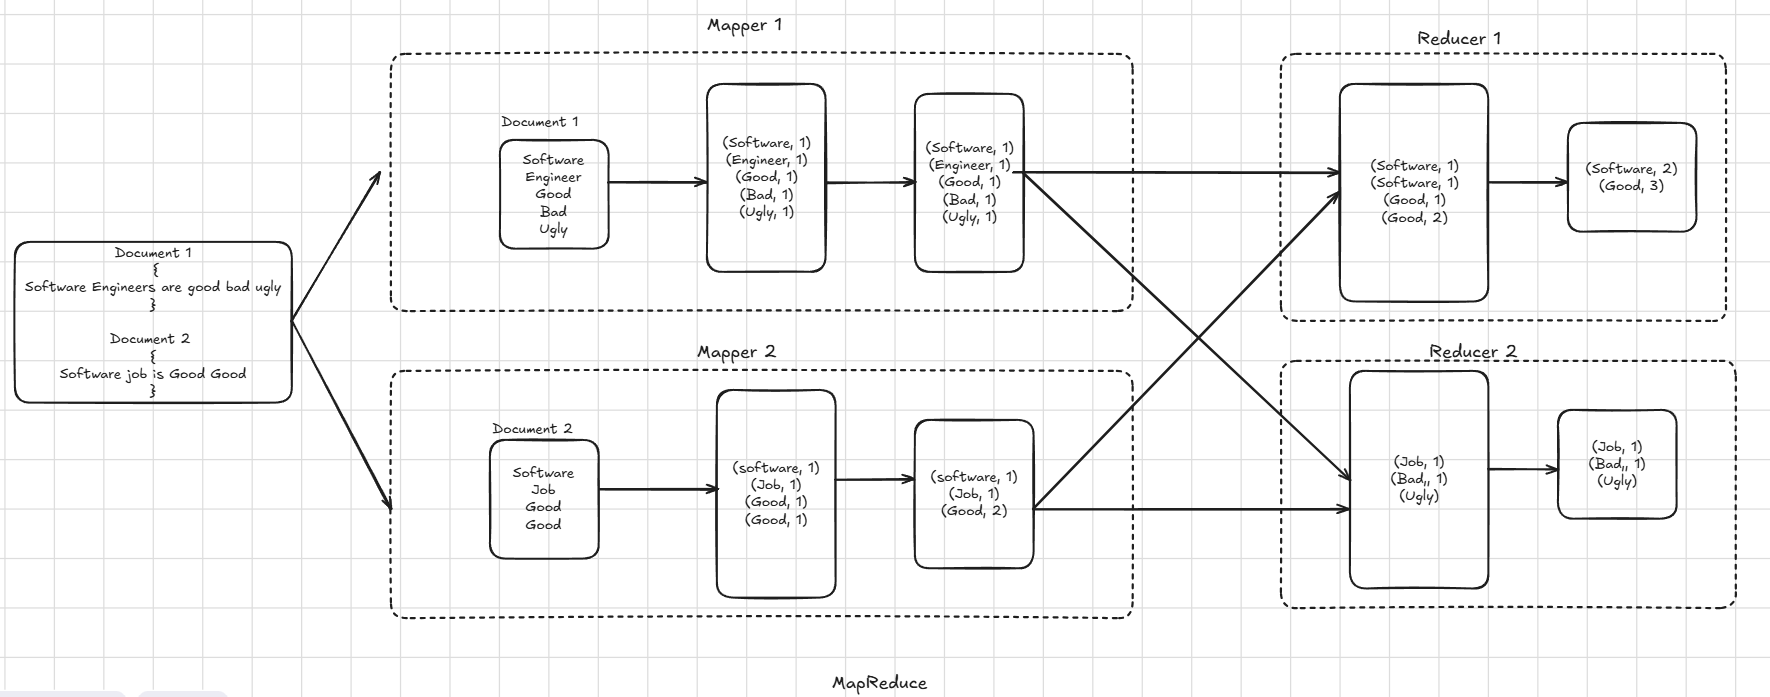 Mapper 1
Reducer 1
Document 1
Software
Engineer
Good
Bad
Ugly
(Software, 1)
(Engineer, 1)
(Good, 1)
(Bad, 1)
(Ugly, 1)
(Software, 1)
(Engineer, 1)
(Good, 1)
(Bad, 1)
(Ugly, 1)
(Software, 1)
(Software, 1)
(Good, 1)
(Good, 2)
(Software, 2)
(Good, 3)
Document 1
{
Software Engineers are good bad ugly
}
Document 2
{
Software job is Good Good
}
Mapper 2
Reducer 2
Document 2
Software
Job
Good
Good
(software, 1)
(Job, 1)
(Good, 1)
(Good, 1)
(software, 1)
(Job, 1)
(Good, 2)
(Job, 1)
(Bad,, 1)
(Ugly)
(Job, 1)
(Bad,, 1)
(Ugly)
MapReduce